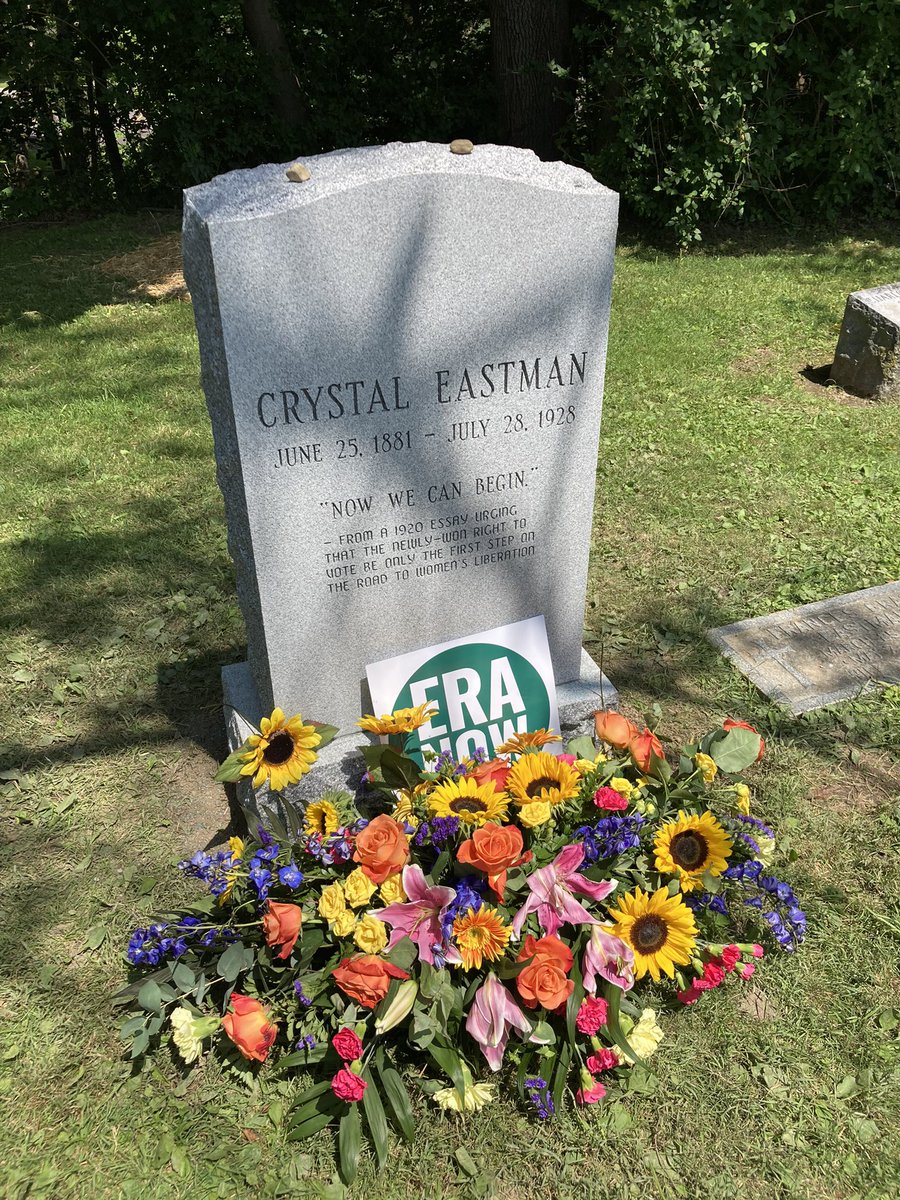 CRYSTAL EASTMAN
JUNE 25, 1881 – JULY 28, 1928
"NOW WE CAN BEGIN."
– FROM A 1920 ESSAY URGING
THAT THE NEWLY-WON RIGHT TO
VOTE BE ONLY THE FIRST STEP ON
THE ROAD TO WOMEN'S LIBERATION
ERA
NOW